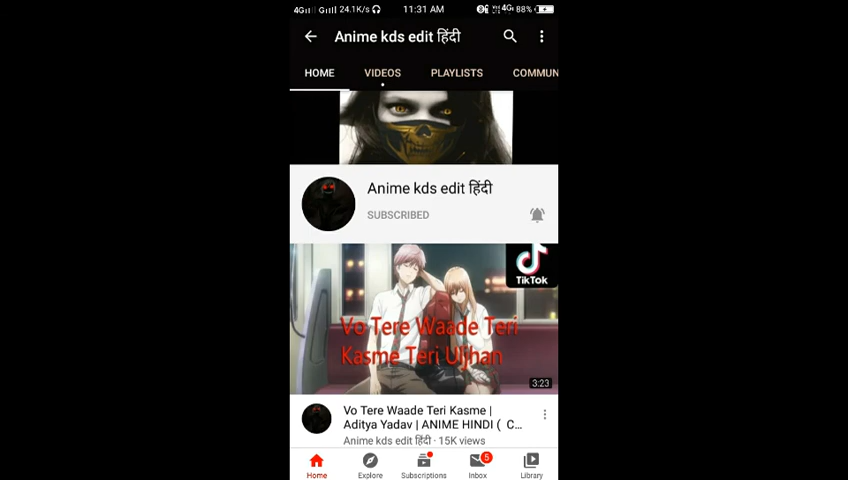 4G G 24.1K/s 11:31 AM 4G 88%
Anime kds edit हिंदी
HOME VIDEOS PLAYLISTS COMMUN
Anime kds edit हिंदी
SUBSCRIBED
TikTok
Vo Tere Waade Teri
Kasme Teri Uljhan
3:23
Vo Tere Waade Teri Kasme |
Aditya Yadav | ANIME HINDI ( C...
Anime kds edit हिंदी · 15K views
5
Home Explore Subscriptions Inbox Library